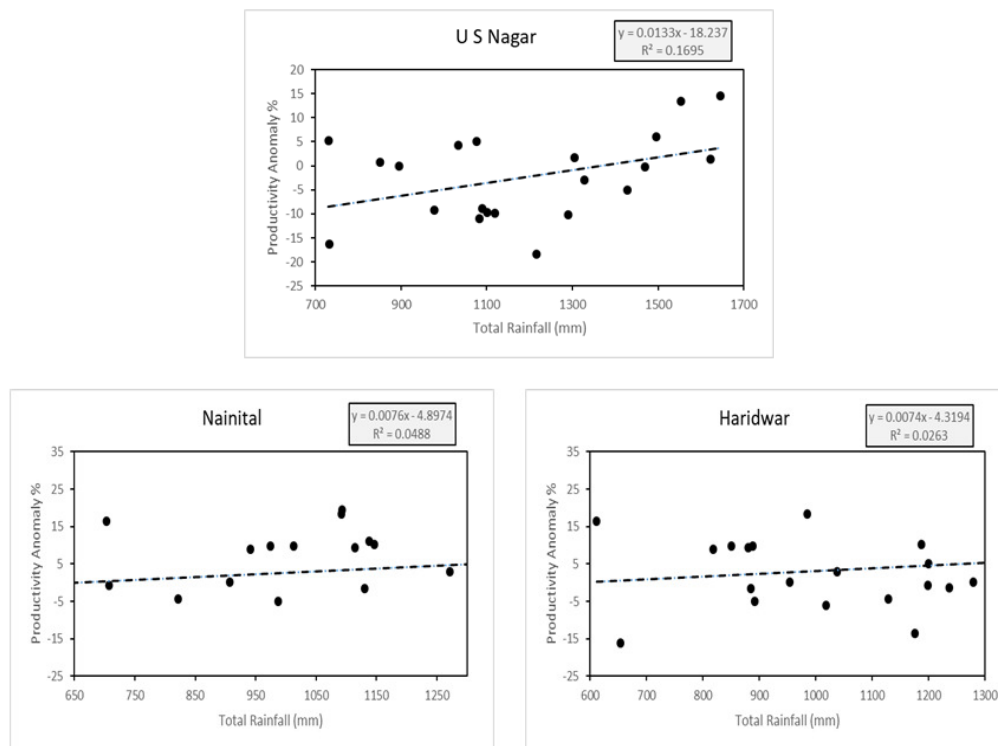 U S Nagar
y = 0.0133x - 18.237
R² = 0.1695
Productivity Anomaly %
20
15
10
5
0
-5
-10
-15
-20
-25
700 900 1100 1300 1500 1700
Total Rainfall (mm)
Nainital
y = 0.0076x - 4.8974
R² = 0.0488
Productivity Anomaly %
35
25
15
5
-5
-15
-25
650 750 850 950 1050 1150 1250
Total Rainfall (mm)
Haridwar
y = 0.0074x - 4.3194
R² = 0.0263
Productivity Anomaly %
35
25
15
5
-5
-15
-25
600 700 800 900 1000 1100 1200 1300
Total Rainfall (mm)